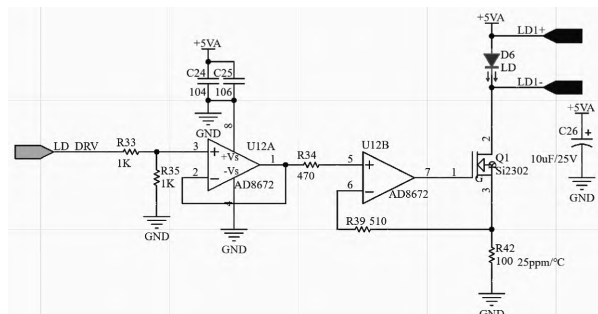 +5VA
LD1+
+5VA
D6
LD
C24 C25
104 106
LD1-
+5VA
GND
8
C26 +
U12A
U12B
2
LD DRV R33 3 + +Vs 1 R34 5 +
Q1
10uF/25V
1K
R35
2 − -Vs
470
7 1
G
Si2302
1K
AD8672
6 −
AD8672
3
GND
4
R39 510
GND
GND
R42
100 25ppm/°C
GND